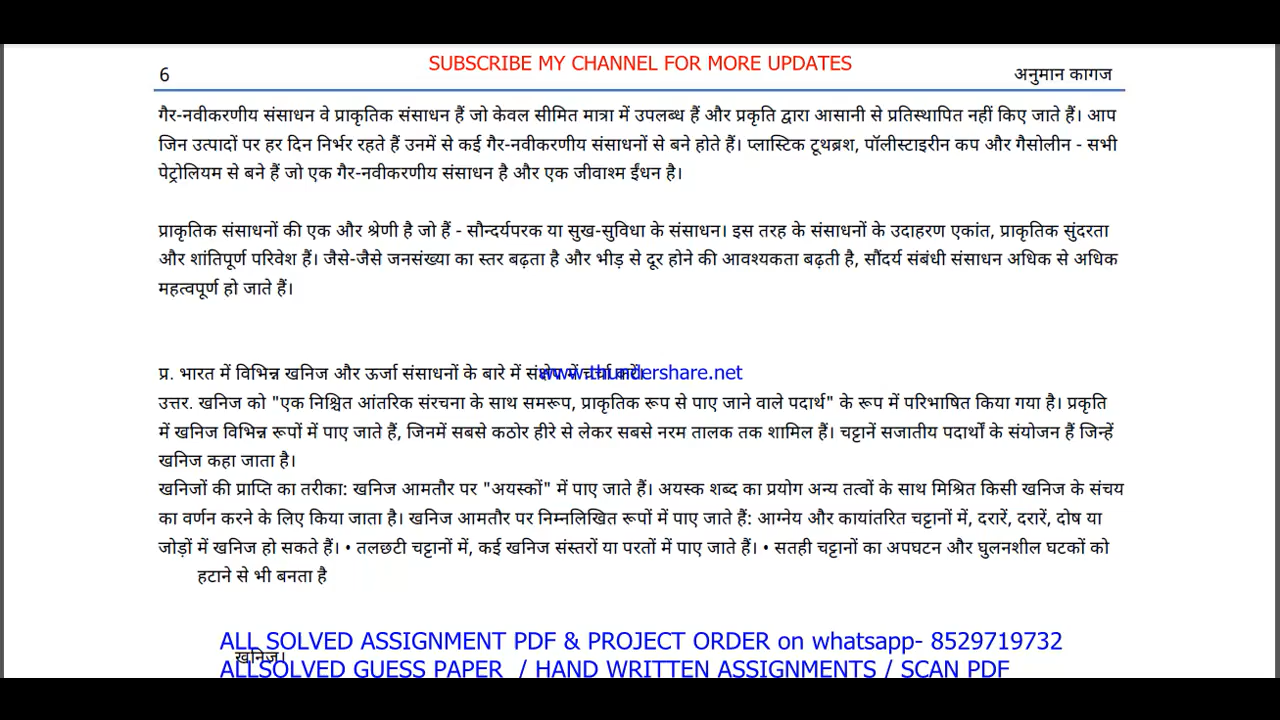 SUBSCRIBE MY CHANNEL FOR MORE UPDATES
6 अनुमान कागज
गैर-नवीकरणीय संसाधन वे प्राकृतिक संसाधन हैं जो केवल सीमित मात्रा में उपलब्ध हैं और प्रकृति द्वारा आसानी से प्रतिस्थापित नहीं किए जाते हैं। आप
जिन उत्पादों पर हर दिन निर्भर रहते हैं उनमें से कई गैर-नवीकरणीय संसाधनों से बने होते हैं। प्लास्टिक टूथब्रश, पॉलीस्टाइरीन कप और गैसोलीन - सभी
पेट्रोलियम से बने हैं जो एक गैर-नवीकरणीय संसाधन है और एक जीवाश्म ईंधन है।
प्राकृतिक संसाधनों की एक और श्रेणी है जो हैं - सौन्दर्यपरक या सुख-सुविधा के संसाधन। इस तरह के संसाधनों के उदाहरण एकांत, प्राकृतिक सुंदरता
और शांतिपूर्ण परिवेश हैं। जैसे-जैसे जनसंख्या का स्तर बढ़ता है और भीड़ से दूर होने की आवश्यकता बढ़ती है, सौंदर्य संबंधी संसाधन अधिक से अधिक
महत्वपूर्ण हो जाते हैं।
प्र. भारत में विभिन्न खनिज और ऊर्जा संसाधनों के बारे में संक्षेप में चर्चा करें। www.thundershare.net
उत्तर. खनिज को "एक निश्चित आंतरिक संरचना के साथ समरूप, प्राकृतिक रूप से पाए जाने वाले पदार्थ" के रूप में परिभाषित किया गया है। प्रकृति
में खनिज विभिन्न रूपों में पाए जाते हैं, जिनमें सबसे कठोर हीरे से लेकर सबसे नरम तालक तक शामिल हैं। चट्टानें सजातीय पदार्थों के संयोजन हैं जिन्हें
खनिज कहा जाता है।
खनिजों की प्राप्ति का तरीका: खनिज आमतौर पर "अयस्कों" में पाए जाते हैं। अयस्क शब्द का प्रयोग अन्य तत्वों के साथ मिश्रित किसी खनिज के संचय
का वर्णन करने के लिए किया जाता है। खनिज आमतौर पर निम्नलिखित रूपों में पाए जाते हैं: आग्नेय और कायांतरित चट्टानों में, दरारें, दरारें, दोष या
जोड़ों में खनिज हो सकते हैं। • तलछटी चट्टानों में, कई खनिज संस्तरों या परतों में पाए जाते हैं। • सतही चट्टानों का अपघटन और घुलनशील घटकों को
हटाने से भी बनता है
ALL SOLVED ASSIGNMENT PDF & PROJECT ORDER on whatsapp- 8529719732
खनिज।
ALLSOLVED GUESS PAPER / HAND WRITTEN ASSIGNMENTS / SCAN PDF